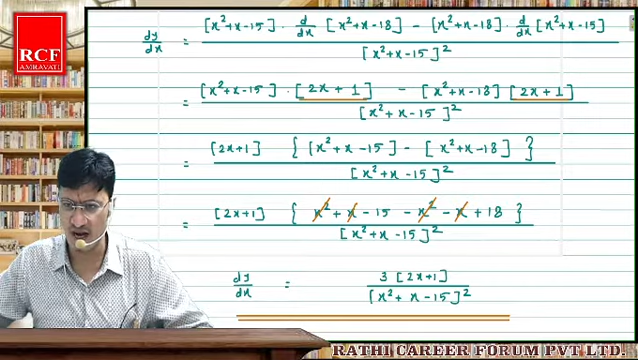 RCF
AMRAVATI
dy/dx = [x²+x-15] · d/dx [x²+x-18] - [x²+x-18] · d/dx [x²+x-15] / [x²+x-15]²
= [x²+x-15] · [2x+1] - [x²+x-18] [2x+1] / [x²+x-15]²
= [2x+1] { [x²+x-15] - [x²+x-18] } / [x²+x-15]²
= [2x+1] { x²+x-15-x²-x+18 } / [x²+x-15]²
dy/dx = 3[2x+1] / [x²+x-15]²
RATHI CAREER FORUM PVT LTD.